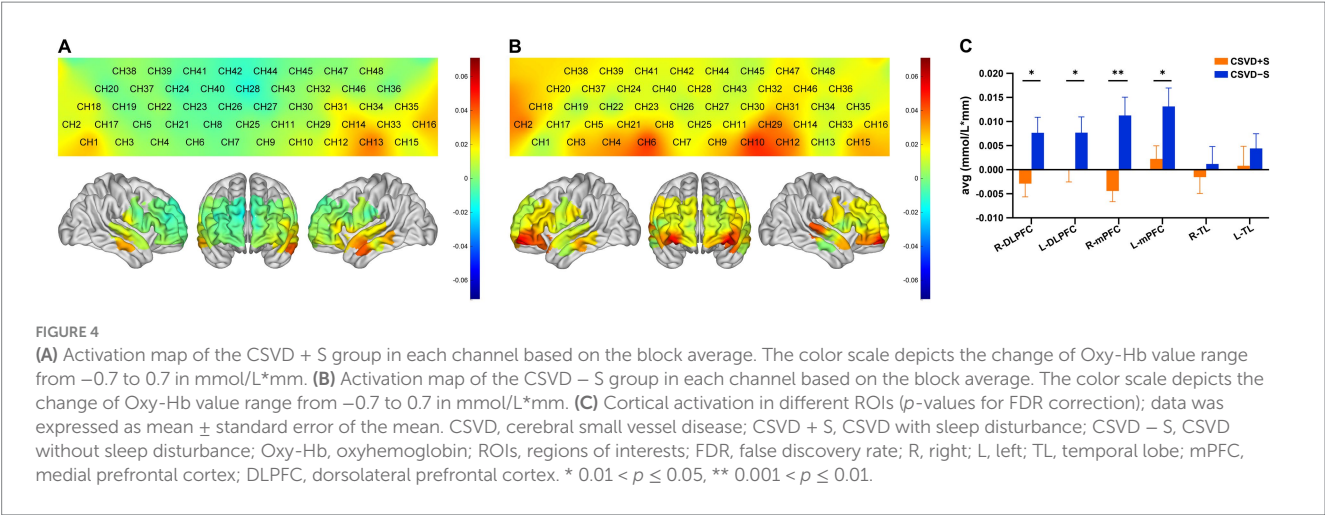 A
CH38 CH39 CH41 CH42 CH44 CH45 CH47 CH48
CH20 CH37 CH24 CH40 CH28 CH43 CH32 CH46 CH36
CH18 CH19 CH22 CH23 CH26 CH27 CH30 CH31 CH34 CH35
CH2 CH17 CH5 CH21 CH8 CH25 CH11 CH29 CH14 CH33 CH16
CH1 CH3 CH4 CH6 CH7 CH9 CH10 CH12 CH13 CH15
0.06
0.04
0.02
0
-0.02
-0.04
-0.06
B
CH38 CH39 CH41 CH42 CH44 CH45 CH47 CH48
CH20 CH37 CH24 CH40 CH28 CH43 CH32 CH46 CH36
CH18 CH19 CH22 CH23 CH26 CH27 CH30 CH31 CH34 CH35
CH2 CH17 CH5 CH21 CH8 CH25 CH11 CH29 CH14 CH33 CH16
CH1 CH3 CH4 CH6 CH7 CH9 CH10 CH12 CH13 CH15
0.06
0.04
0.02
0
-0.02
-0.04
-0.06
C
CSVD+S
CSVD−S
avg (mmol/L*mm)
0.020
0.015
0.010
0.005
0.000
-0.005
-0.010
* * ** *
R-DLPFC L-DLPFC R-mPFC L-mPFC R-TL L-TL
FIGURE 4
(A) Activation map of the CSVD + S group in each channel based on the block average. The color scale depicts the change of Oxy-Hb value range
from −0.7 to 0.7 in mmol/L*mm. (B) Activation map of the CSVD − S group in each channel based on the block average. The color scale depicts the
change of Oxy-Hb value range from −0.7 to 0.7 in mmol/L*mm. (C) Cortical activation in different ROIs (p-values for FDR correction); data was
expressed as mean ± standard error of the mean. CSVD, cerebral small vessel disease; CSVD + S, CSVD with sleep disturbance; CSVD − S, CSVD
without sleep disturbance; Oxy-Hb, oxyhemoglobin; ROIs, regions of interests; FDR, false discovery rate; R, right; L, left; TL, temporal lobe; mPFC,
medial prefrontal cortex; DLPFC, dorsolateral prefrontal cortex. * 0.01 < p ≤ 0.05, ** 0.001 < p ≤ 0.01.